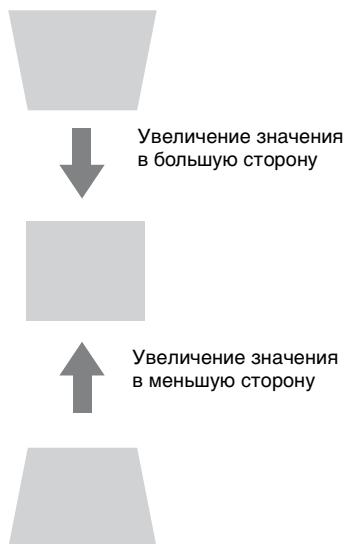 Увеличение значения
в большую сторону
Увеличение значения
в меньшую сторону